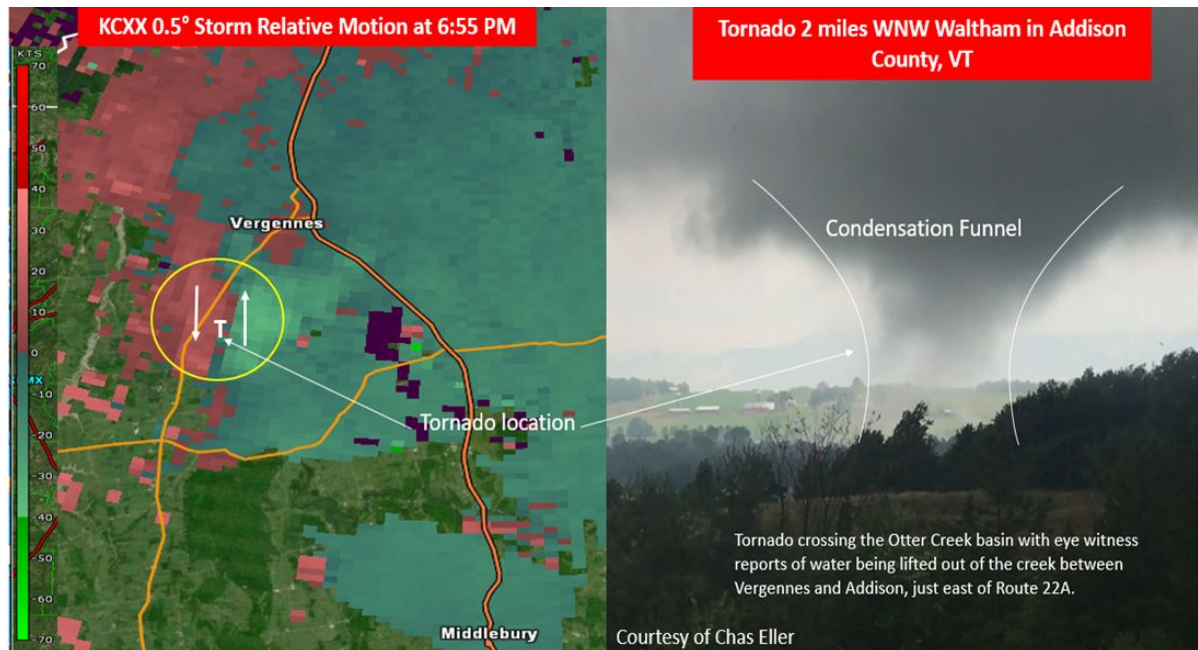 KCXX 0.5° Storm Relative Motion at 6:55 PM
KTS
70
60
50
40
30
20
10
0
-10
-20
-30
-40
-50
-60
-70
Vergennes
T
Tornado location
Middlebury
Tornado 2 miles WNW Waltham in Addison
County, VT
Condensation Funnel
Tornado crossing the Otter Creek basin with eye witness
reports of water being lifted out of the creek between
Vergennes and Addison, just east of Route 22A.
Courtesy of Chas Eller